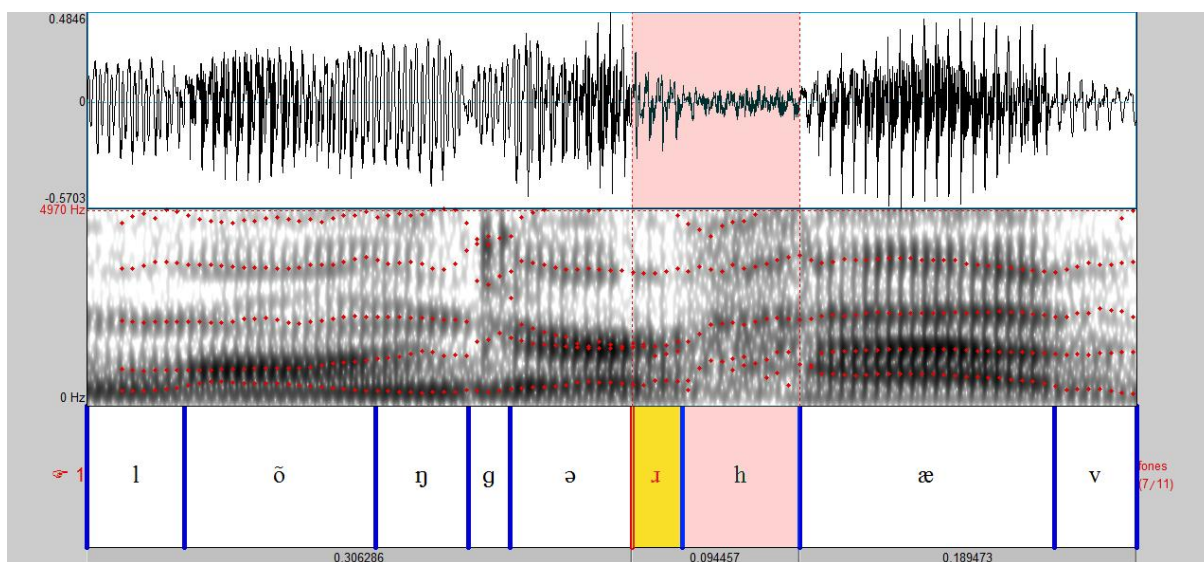 0.4846
0
-0.5703
4970 Hz
0 Hz
☞ 1
l õ ŋ ɡ ə ɹ h æ v
fones
(7/11)
0.306286 0.094457 0.189473